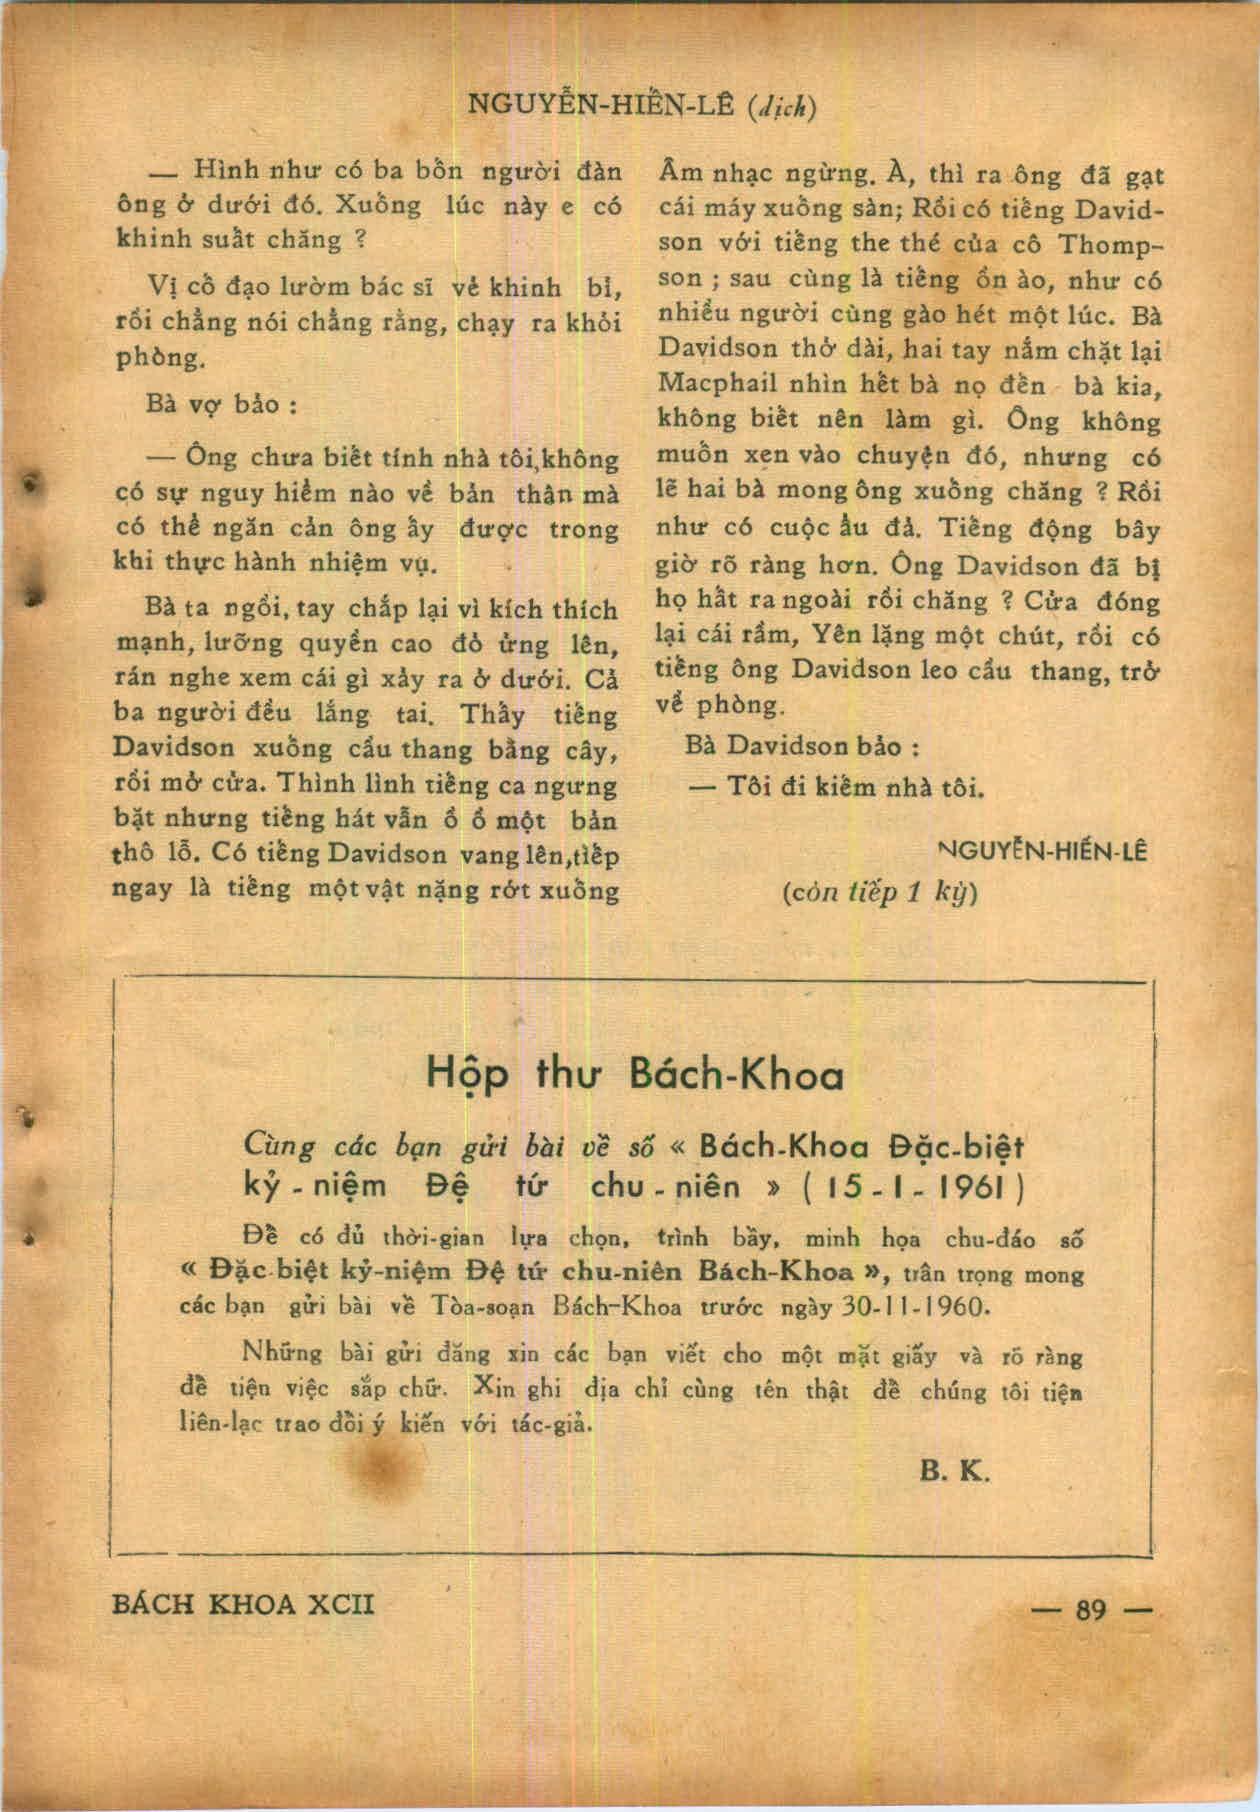 NGUYỄN-HIẾN-LÊ (dịch)
— Hình như có ba bốn người đàn
ông ở dưới đó. Xuống lúc này e có
khinh suất chăng ?
Vị cố đạo lườm bác sĩ vẻ khinh bỉ,
rồi chẳng nói chẳng rằng, chạy ra khỏi
phòng.
Bà vợ bảo :
— Ông chưa biết tính nhà tôi,không
có sự nguy hiểm nào về bản thân mà
có thể ngăn cản ông ấy được trong
khi thực hành nhiệm vụ.
Bà ta ngồi, tay chắp lại vì kích thích
mạnh, lưỡng quyền cao đỏ ửng lên,
rán nghe xem cái gì xảy ra ở dưới. Cả
ba người đều lắng tai. Thấy tiếng
Davidson xuống cầu thang bằng cây,
rồi mở cửa. Thình lình tiếng ca ngưng
bặt nhưng tiếng hát vẫn ồ ồ một bản
thô lỗ. Có tiếng Davidson vang lên,tiếp
ngay là tiếng một vật nặng rớt xuống
Âm nhạc ngừng. À, thì ra ông đã gạt
cái máy xuống sàn; Rồi có tiếng David-
son với tiếng the thé của cô Thomp-
son ; sau cùng là tiếng ồn ào, như có
nhiều người cùng gào hét một lúc. Bà
Davidson thở dài, hai tay nắm chặt lại
Macphail nhìn hết bà nọ đến bà kia,
không biết nên làm gì. Ông không
muốn xen vào chuyện đó, nhưng có
lẽ hai bà mong ông xuống chăng ? Rồi
như có cuộc ẩu đả. Tiếng động bây
giờ rõ ràng hơn. Ông Davidson đã bị
họ hất ra ngoài rồi chăng ? Cửa đóng
lại cái rầm, Yên lặng một chút, rồi có
tiếng ông Davidson leo cầu thang, trở
về phòng.
Bà Davidson bảo :
— Tôi đi kiếm nhà tôi.
NGUYỄN-HIẾN-LÊ
(còn tiếp 1 kỳ)
Hộp thư Bách-Khoa
Cùng các bạn gửi bài về số « Bách-Khoa Đặc-biệt
kỷ - niệm Đệ tứ chu - niên » ( 15 - 1 - 1961 )
Để có đủ thời-gian lựa chọn, trình bầy, minh họa chu-đáo số
« Đặc-biệt kỷ-niệm Đệ tứ chu-niên Bách-Khoa », trân trọng mong
các bạn gửi bài về Tòa-soạn Bách-Khoa trước ngày 30-11-1960.
Những bài gửi đăng xin các bạn viết cho một mặt giấy và rõ ràng
để tiện việc sắp chữ. Xin ghi địa chỉ cùng tên thật để chúng tôi tiện
liên-lạc trao đổi ý kiến với tác-giả.
B. K.
BÁCH KHOA XCII
— 89 —